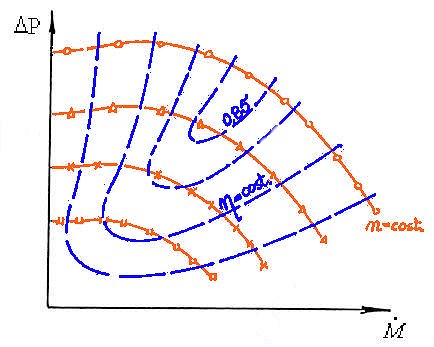 ΔP
0.85
η=cost.
n=cost.
Ṁ